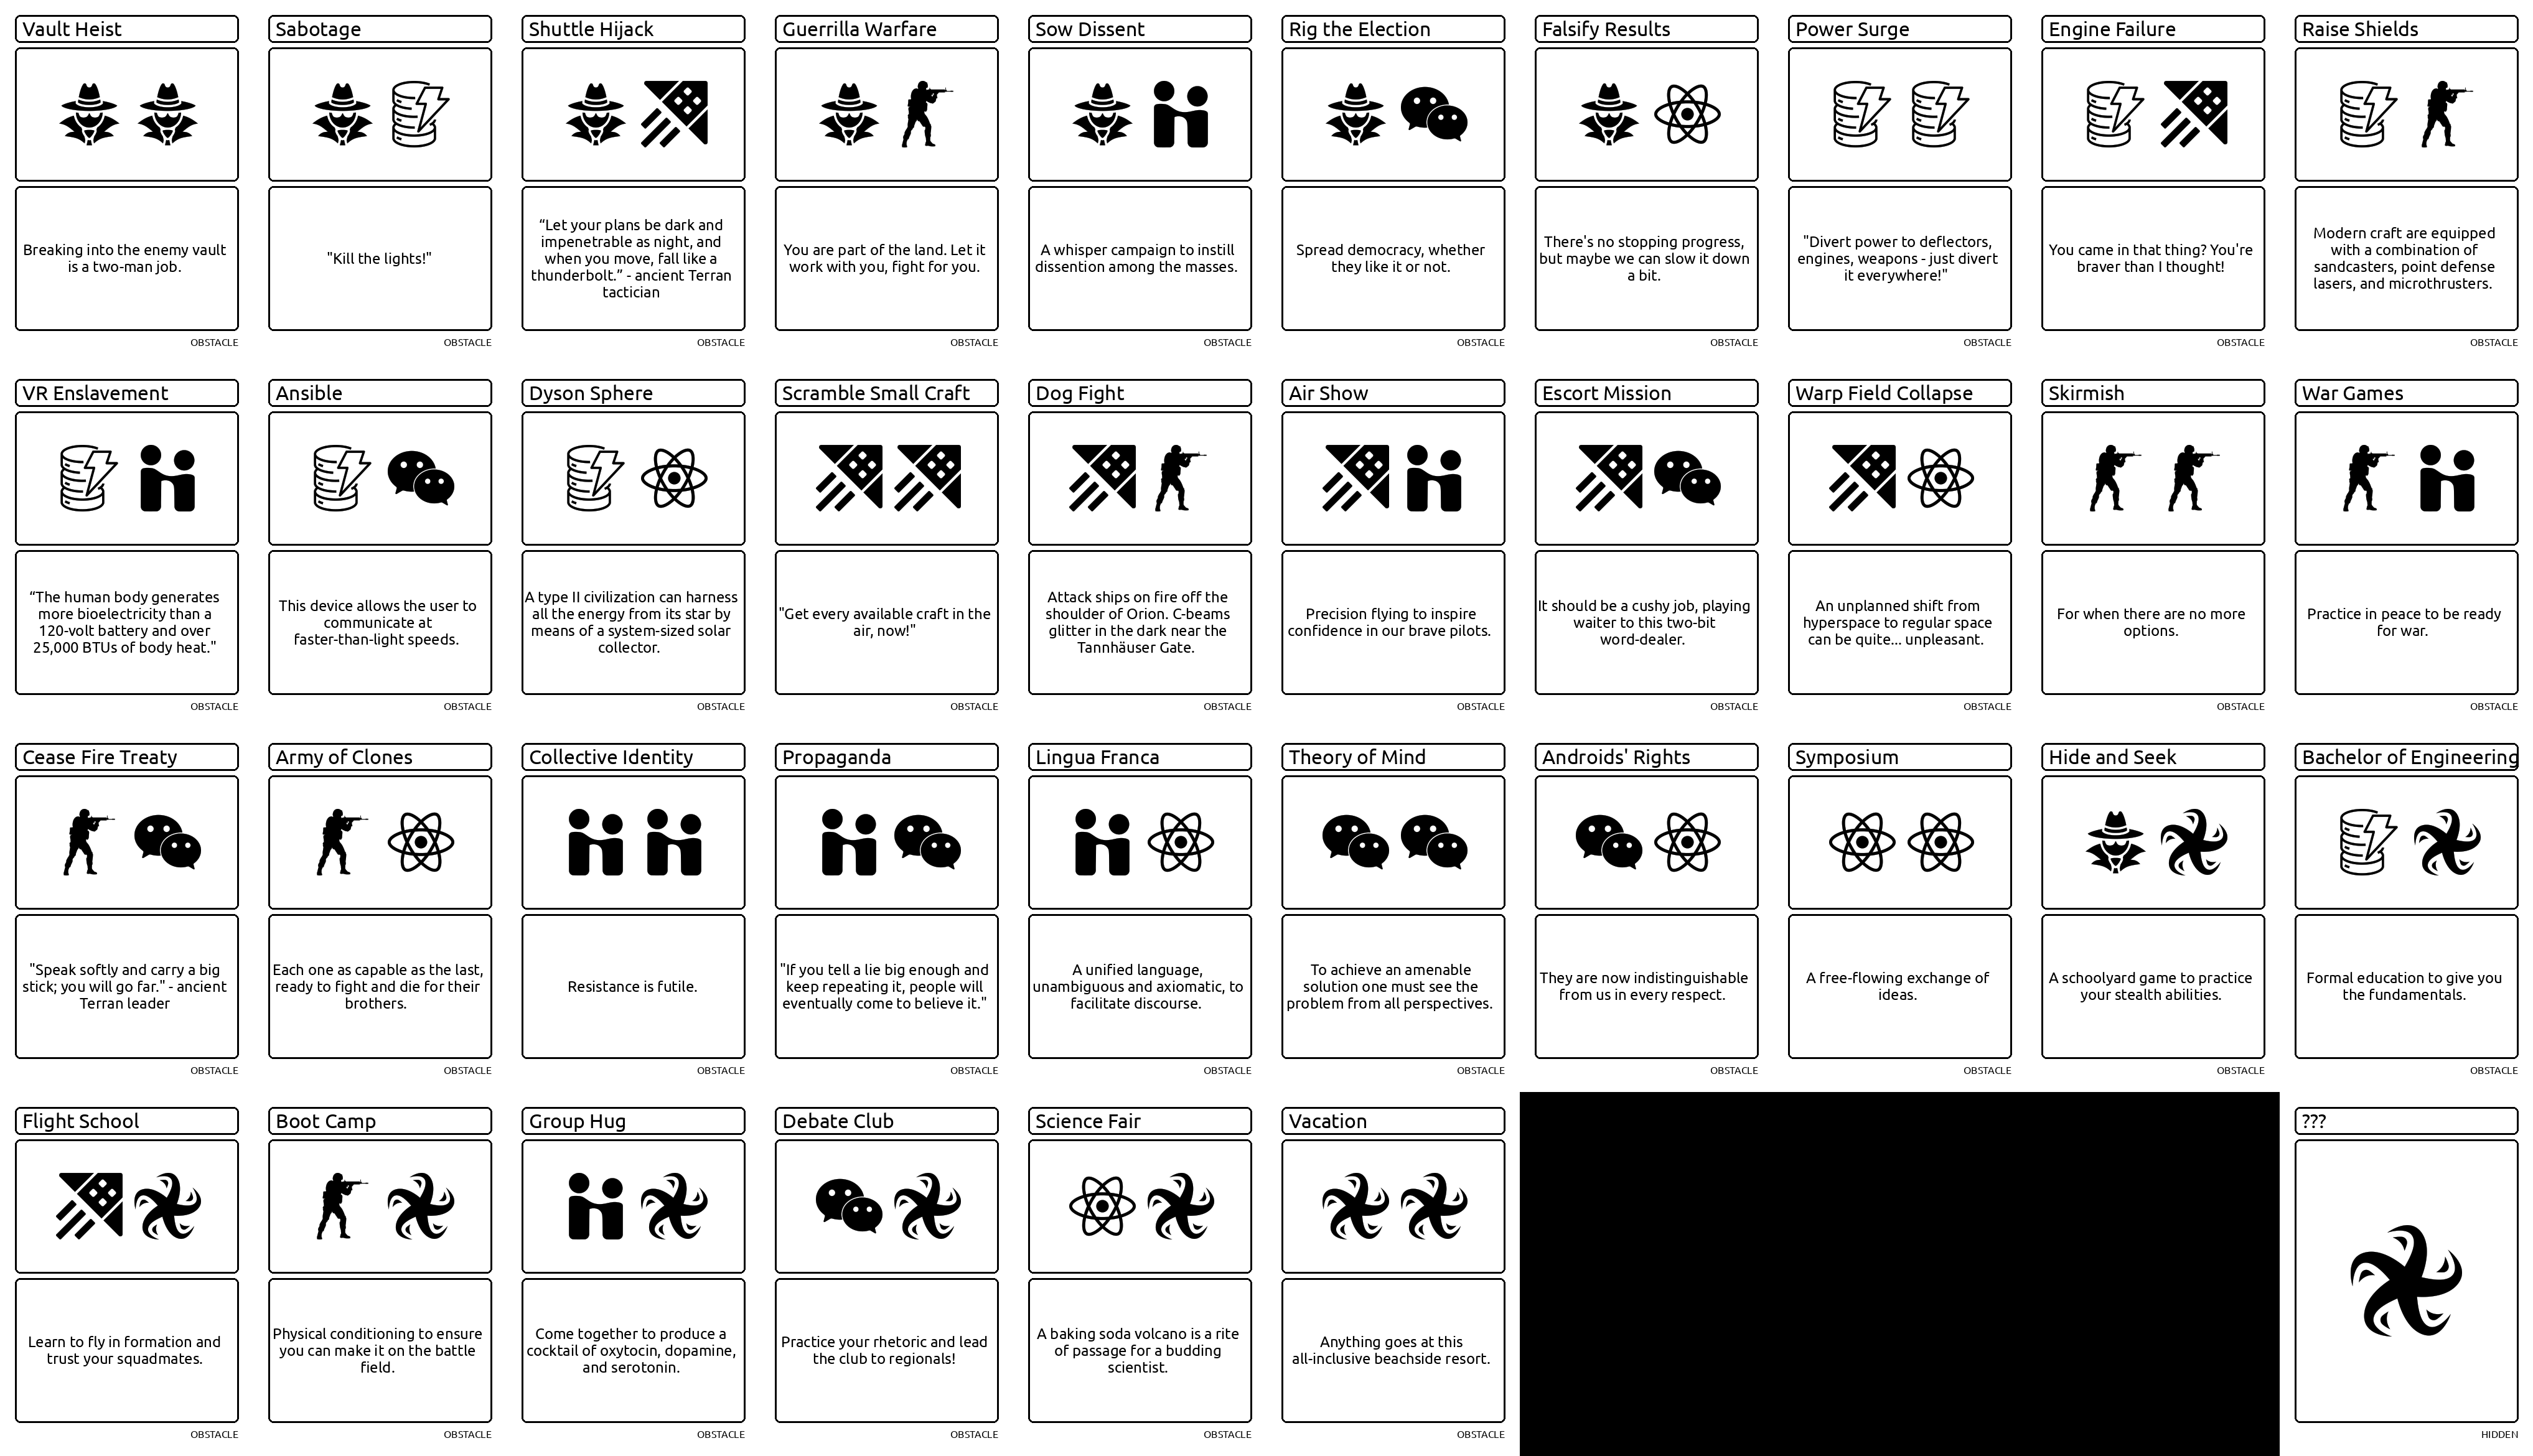 Vault Heist
Breaking into the enemy vault
is a two-man job.
OBSTACLE
Sabotage
"Kill the lights!"
OBSTACLE
Shuttle Hijack
“Let your plans be dark and
impenetrable as night, and
when you move, fall like a
thunderbolt.” - ancient Terran
tactician
OBSTACLE
Guerrilla Warfare
You are part of the land. Let it
work with you, fight for you.
OBSTACLE
Sow Dissent
A whisper campaign to instill
dissention among the masses.
OBSTACLE
Rig the Election
Spread democracy, whether
they like it or not.
OBSTACLE
Falsify Results
There's no stopping progress,
but maybe we can slow it down
a bit.
OBSTACLE
Power Surge
"Divert power to deflectors,
engines, weapons - just divert
it everywhere!"
OBSTACLE
Engine Failure
You came in that thing? You're
braver than I thought!
OBSTACLE
Raise Shields
Modern craft are equipped
with a combination of
sandcasters, point defense
lasers, and microthrusters.
OBSTACLE
VR Enslavement
“The human body generates
more bioelectricity than a
120-volt battery and over
25,000 BTUs of body heat."
OBSTACLE
Ansible
This device allows the user to
communicate at
faster-than-light speeds.
OBSTACLE
Dyson Sphere
A type II civilization can harness
all the energy from its star by
means of a system-sized solar
collector.
OBSTACLE
Scramble Small Craft
"Get every available craft in the
air, now!"
OBSTACLE
Dog Fight
Attack ships on fire off the
shoulder of Orion. C-beams
glitter in the dark near the
Tannhäuser Gate.
OBSTACLE
Air Show
Precision flying to inspire
confidence in our brave pilots.
OBSTACLE
Escort Mission
It should be a cushy job, playing
waiter to this two-bit
word-dealer.
OBSTACLE
Warp Field Collapse
An unplanned shift from
hyperspace to regular space
can be quite... unpleasant.
OBSTACLE
Skirmish
For when there are no more
options.
OBSTACLE
War Games
Practice in peace to be ready
for war.
OBSTACLE
Cease Fire Treaty
"Speak softly and carry a big
stick; you will go far." - ancient
Terran leader
OBSTACLE
Army of Clones
Each one as capable as the last,
ready to fight and die for their
brothers.
OBSTACLE
Collective Identity
Resistance is futile.
OBSTACLE
Propaganda
"If you tell a lie big enough and
keep repeating it, people will
eventually come to believe it."
OBSTACLE
Lingua Franca
A unified language,
unambiguous and axiomatic, to
facilitate discourse.
OBSTACLE
Theory of Mind
To achieve an amenable
solution one must see the
problem from all perspectives.
OBSTACLE
Androids' Rights
They are now indistinguishable
from us in every respect.
OBSTACLE
Symposium
A free-flowing exchange of
ideas.
OBSTACLE
Hide and Seek
A schoolyard game to practice
your stealth abilities.
OBSTACLE
Bachelor of Engineering
Formal education to give you
the fundamentals.
OBSTACLE
Flight School
Learn to fly in formation and
trust your squadmates.
OBSTACLE
Boot Camp
Physical conditioning to ensure
you can make it on the battle
field.
OBSTACLE
Group Hug
Come together to produce a
cocktail of oxytocin, dopamine,
and serotonin.
OBSTACLE
Debate Club
Practice your rhetoric and lead
the club to regionals!
OBSTACLE
Science Fair
A baking soda volcano is a rite
of passage for a budding
scientist.
OBSTACLE
Vacation
Anything goes at this
all-inclusive beachside resort.
OBSTACLE
???
HIDDEN